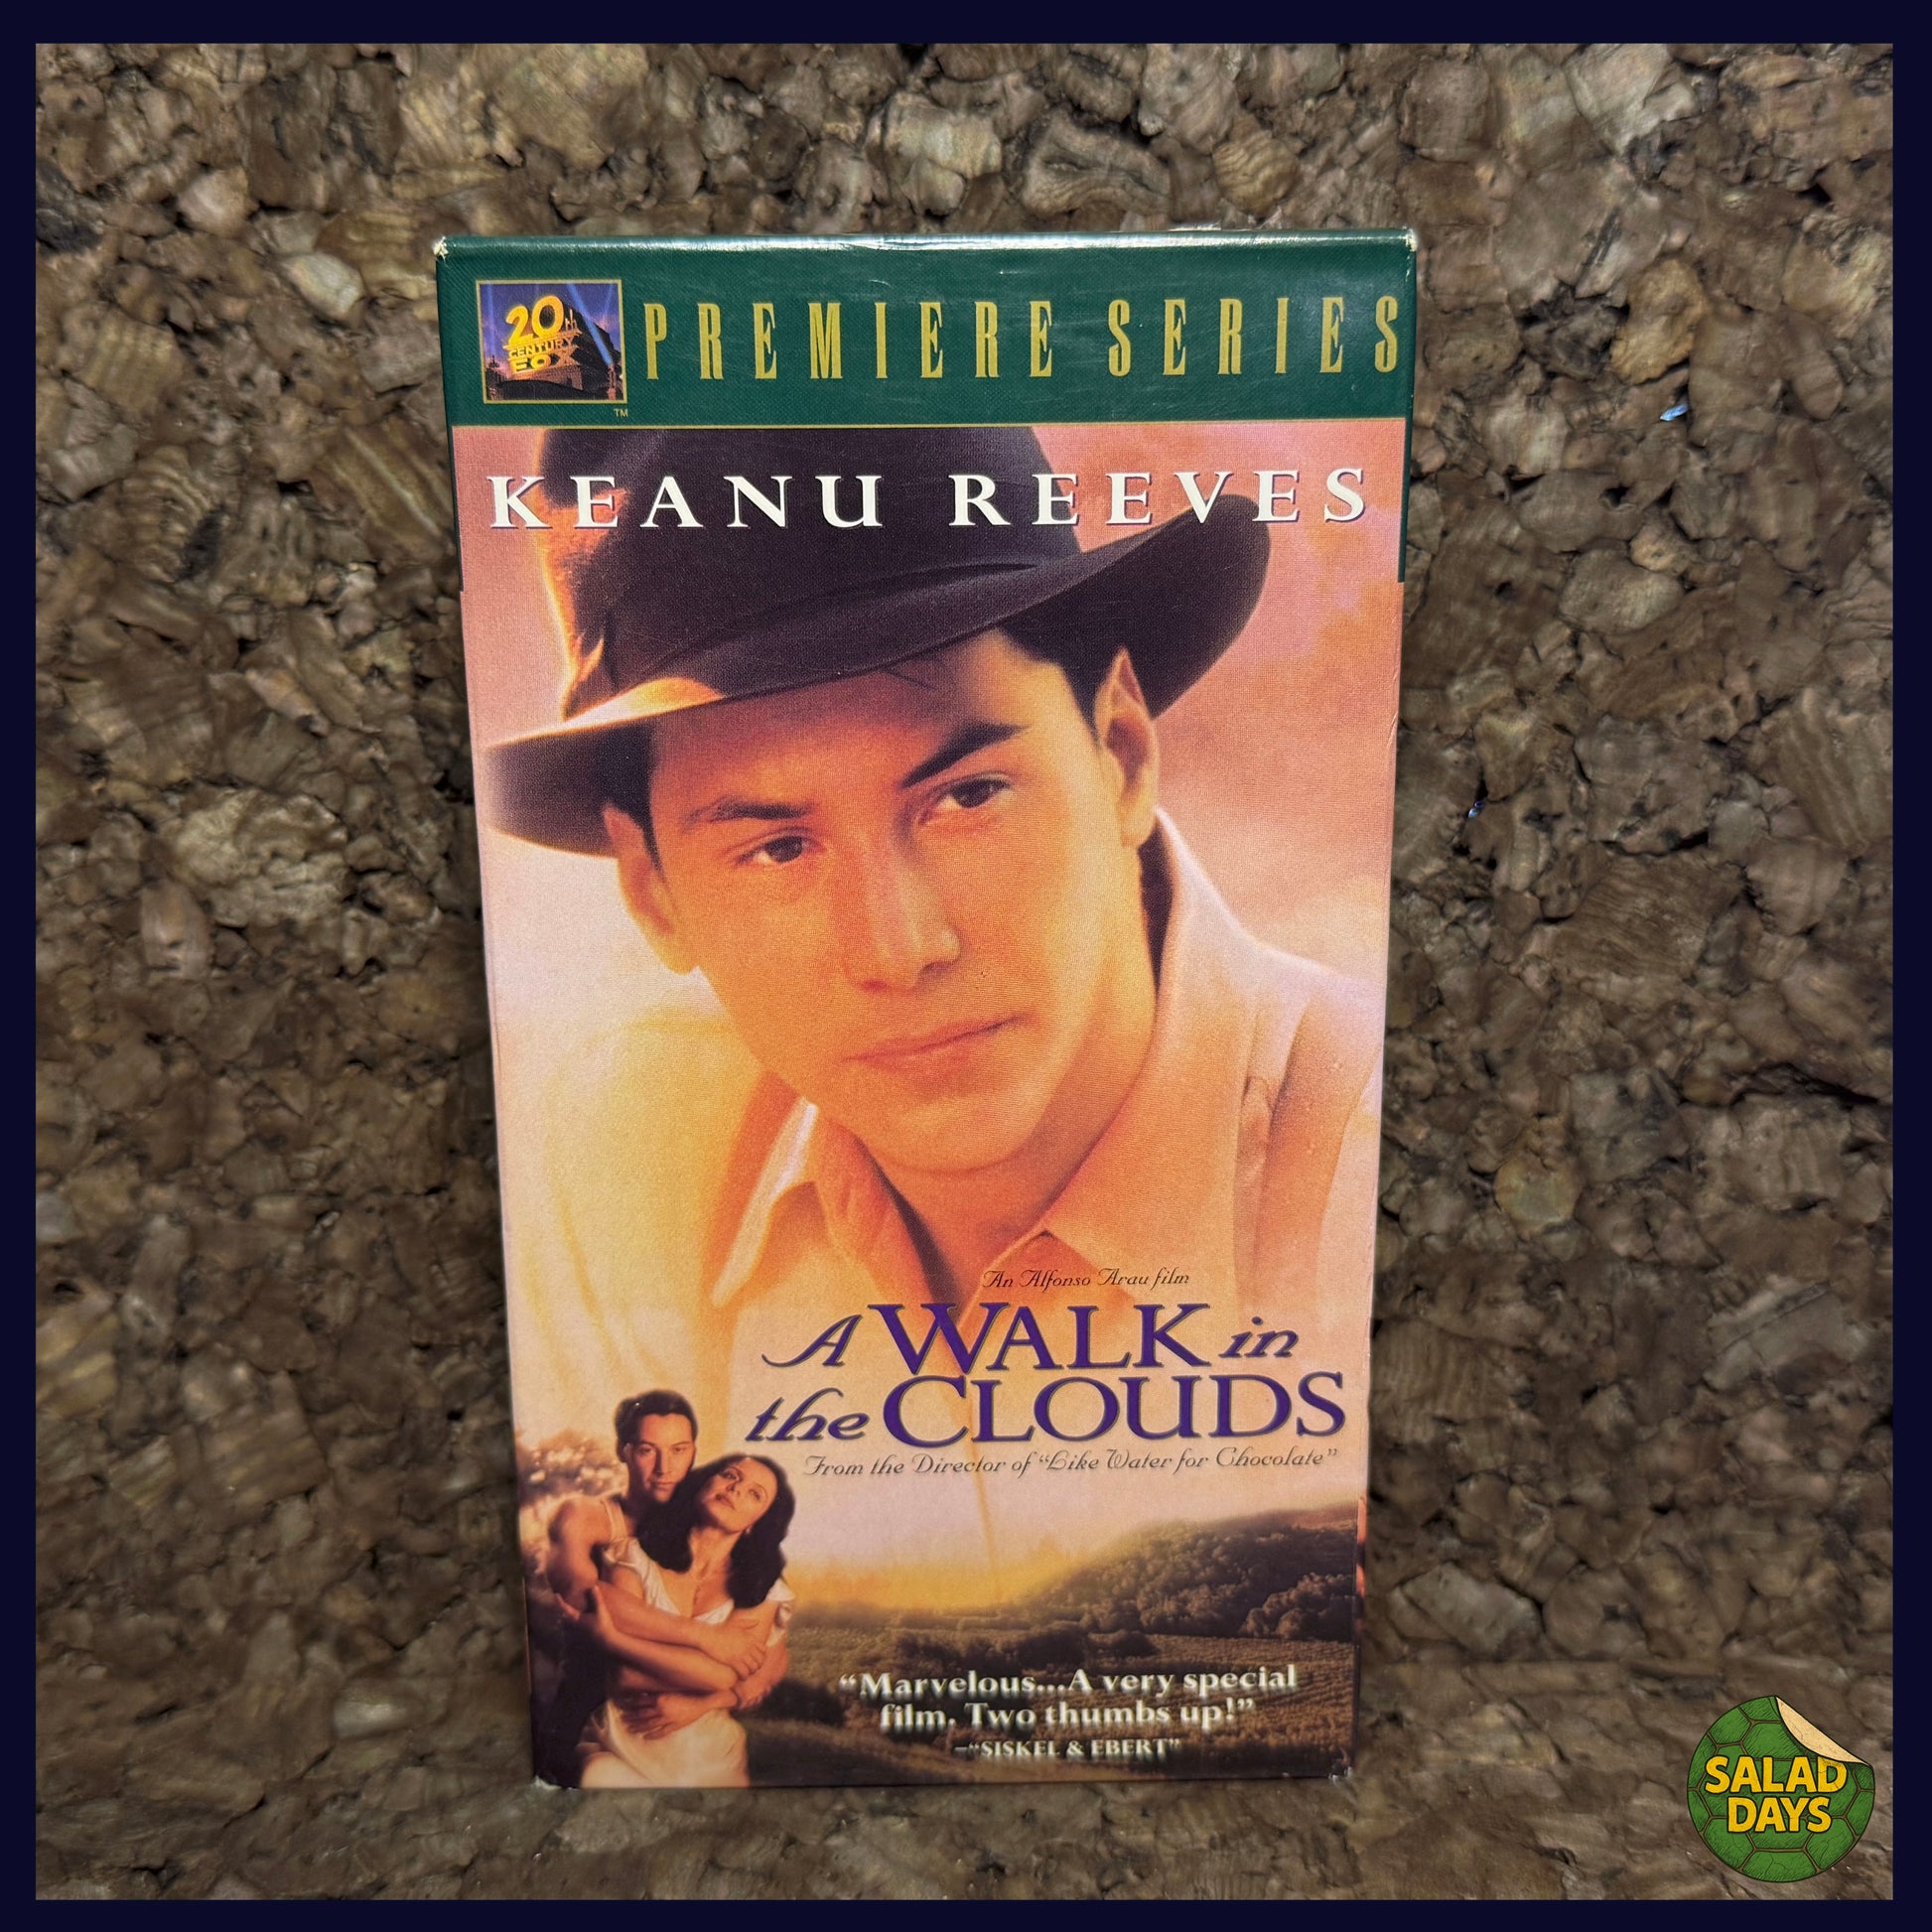 20th
CENTURY
FOX
TM
PREMIERE SERIES
KEANU REEVES
An Alfonso Arau film
A WALK in
the CLOUDS
From the Director of "Like Water for Chocolate"
"Marvelous...A very special
film. Two thumbs up!"
–"SISKEL & EBERT"
SALAD
DAYS